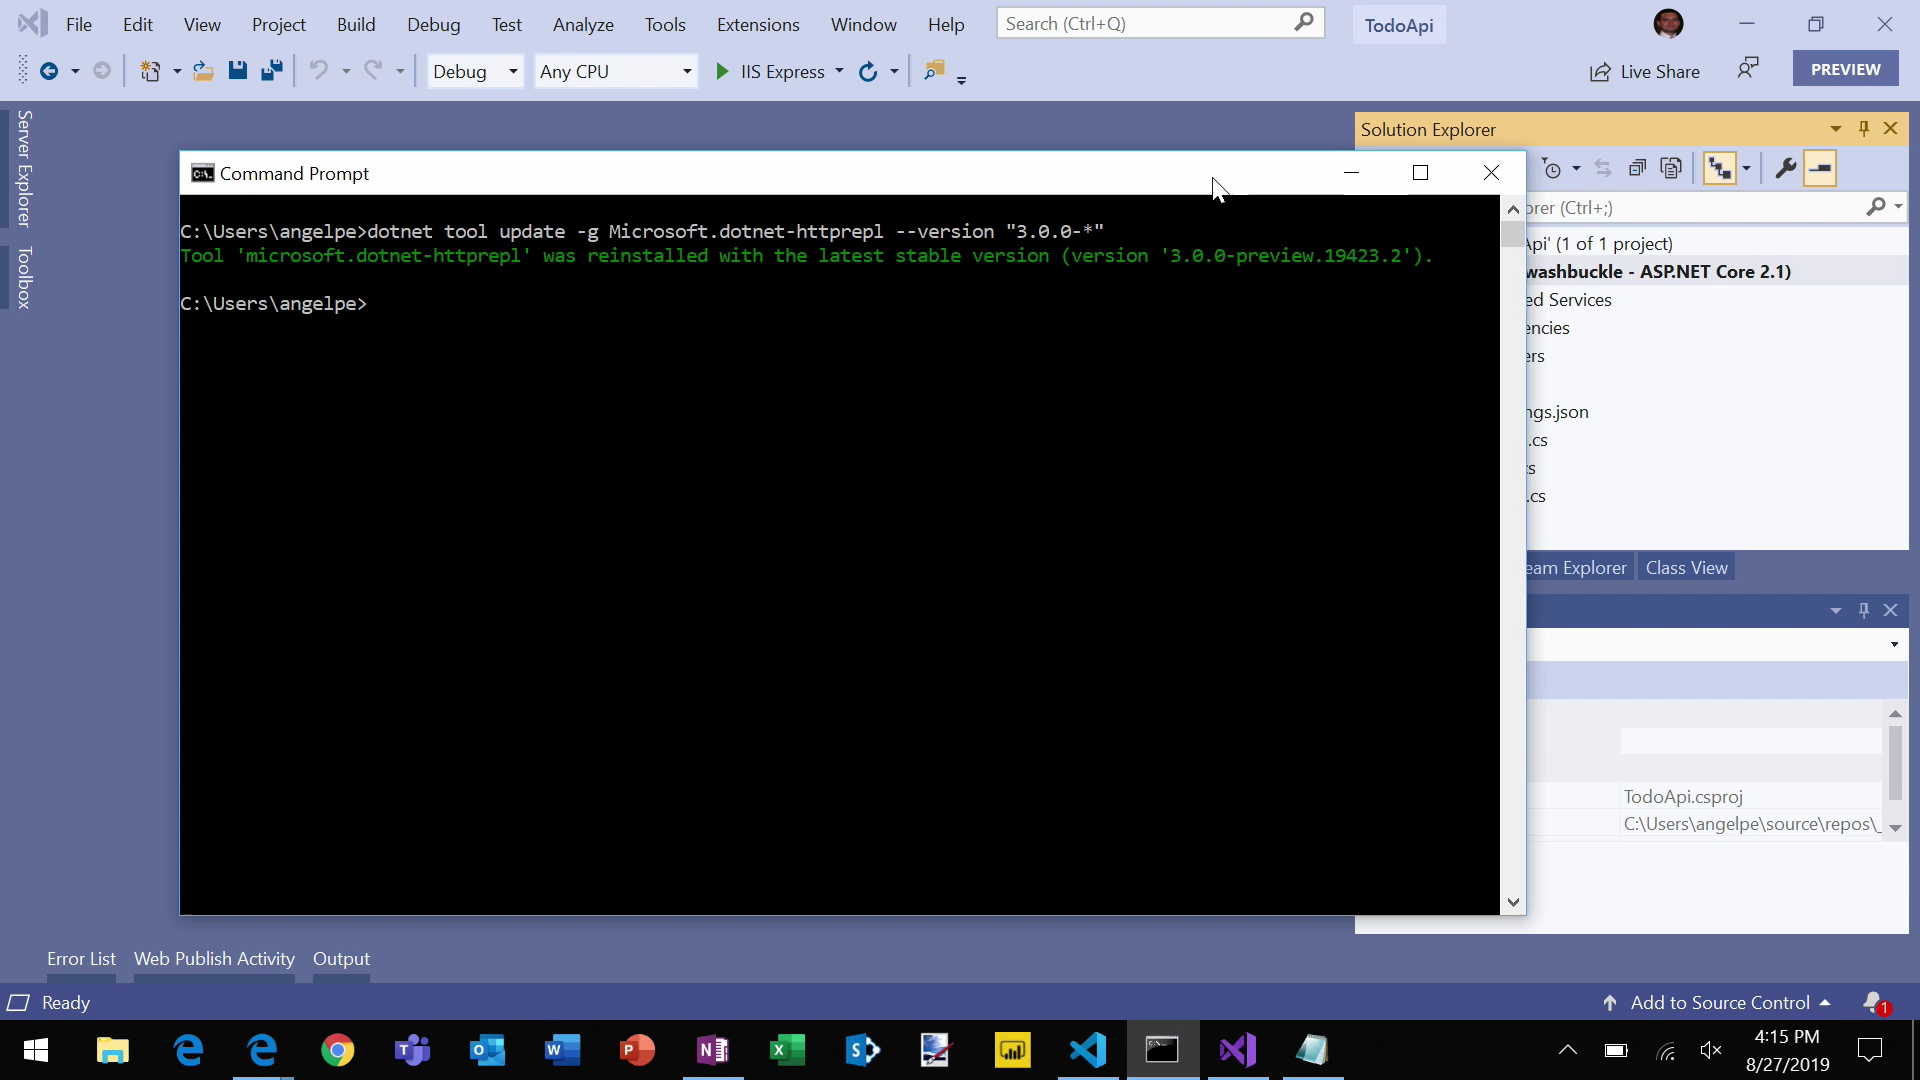 File Edit View Project Build Debug Test Analyze Tools Extensions Window Help Search (Ctrl+Q) TodoApi
Debug Any CPU IIS Express Live Share PREVIEW
Server Explorer
Toolbox
Solution Explorer
orer (Ctrl+;)
Api' (1 of 1 project)
washbuckle - ASP.NET Core 2.1)
ed Services
encies
ers
ngs.json
.cs
s
.cs
eam Explorer Class View
TodoApi.csproj
C:\Users\angelpe\source\repos\_
Command Prompt
C:\Users\angelpe>dotnet tool update -g Microsoft.dotnet-httprepl --version "3.0.0-*"
Tool 'microsoft.dotnet-httprepl' was reinstalled with the latest stable version (version '3.0.0-preview.19423.2').
C:\Users\angelpe>
Error List Web Publish Activity Output
Ready Add to Source Control 1
4:15 PM
8/27/2019